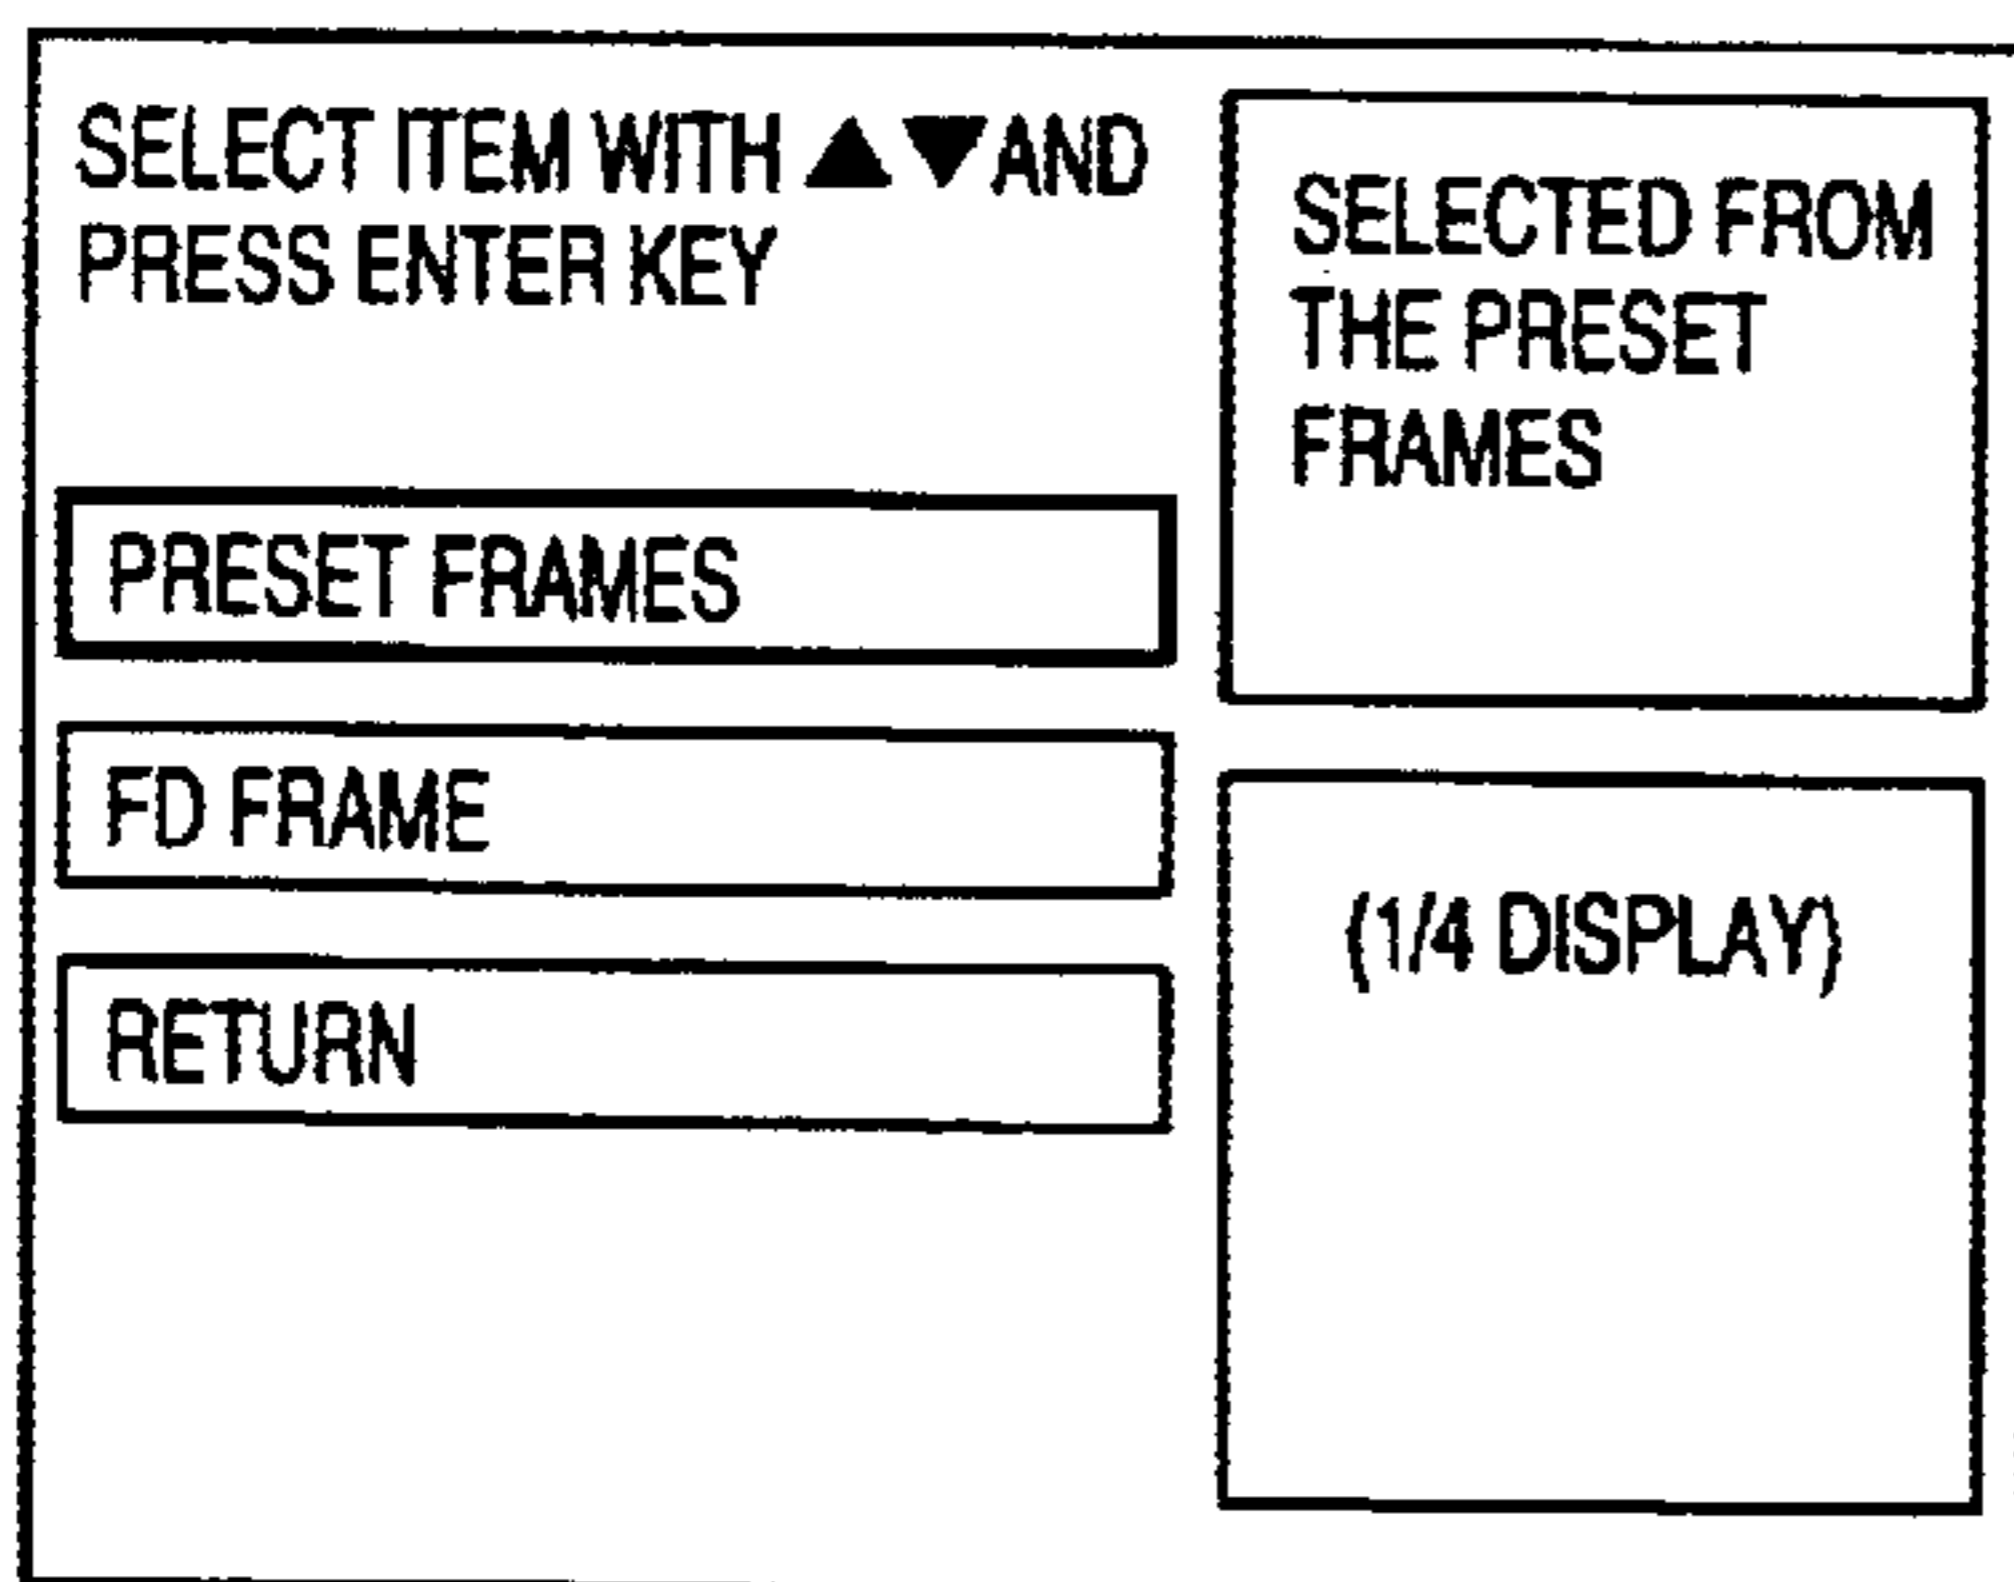 SELECT ITEM WITH ▲▼ AND
PRESS ENTER KEY
PRESET FRAMES
FD FRAME
RETURN
SELECTED FROM
THE PRESET
FRAMES
(1/4 DISPLAY)